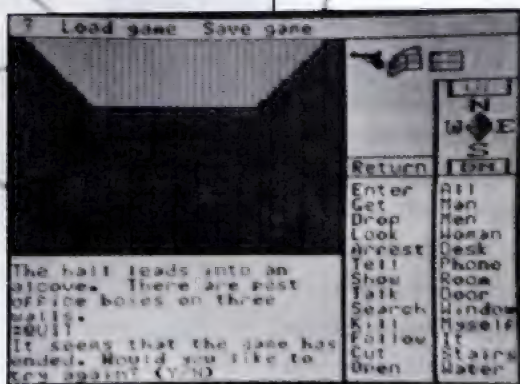 ? Load game Save game
UP
N
W E
S
DN
Return
Enter All
Get Man
Drop Men
Look Woman
Arrest Desk
Tell Phone
Show Room
Talk Door
Search Window
Kill Myself
Follow It
Cut Stairs
Open Water
The hall leads into an
alcove. There are post
office boxes on three
walls.
:QUIT
It seems that the game has
ended. Would you like to
try again? (Y/N)